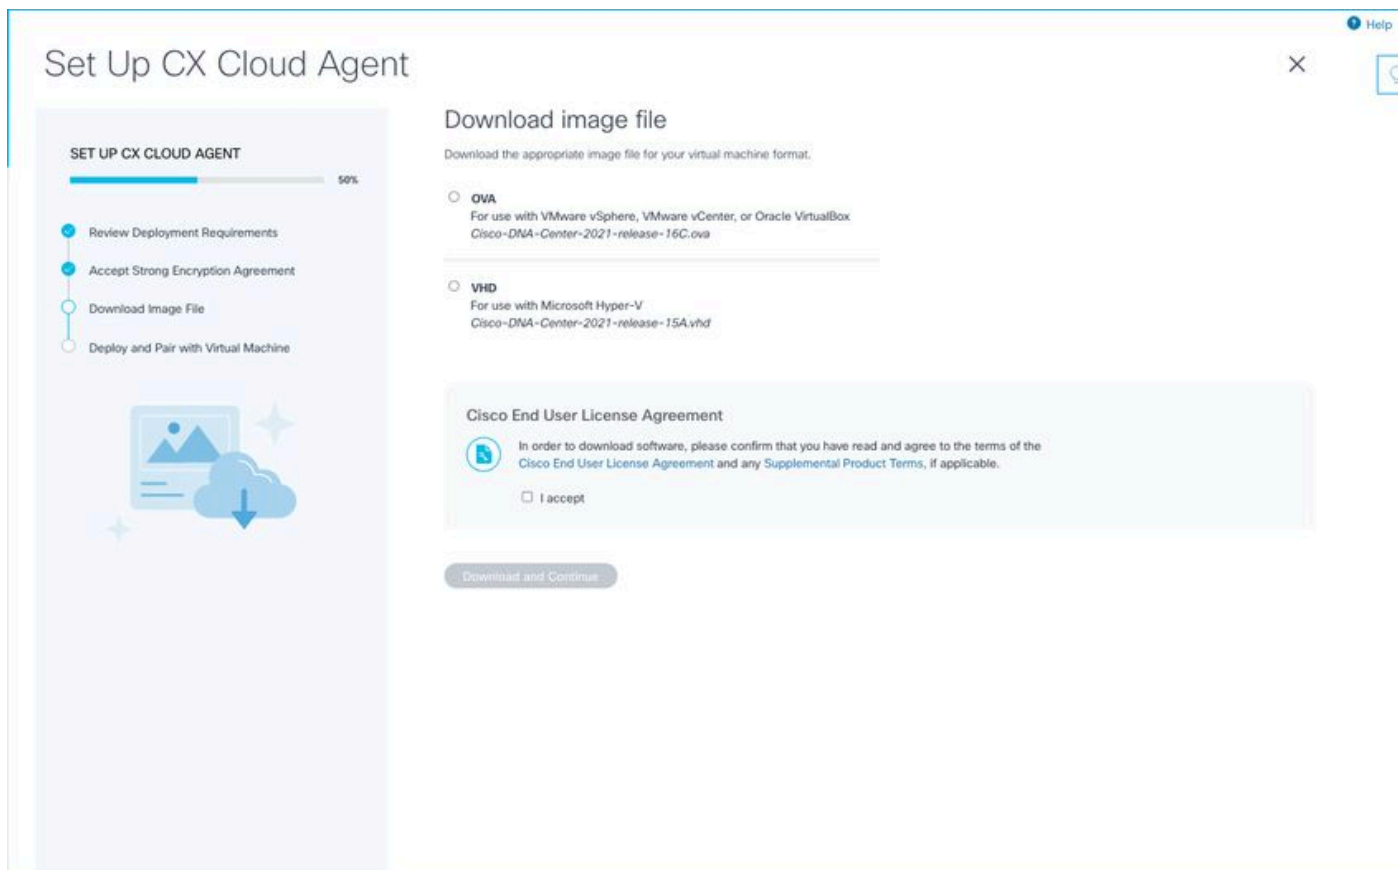 Help
Set Up CX Cloud Agent
SET UP CX CLOUD AGENT
50%
Review Deployment Requirements
Accept Strong Encryption Agreement
Download Image File
Deploy and Pair with Virtual Machine
Download image file
Download the appropriate image file for your virtual machine format.
OVA
For use with VMware vSphere, VMware vCenter, or Oracle VirtualBox
Cisco-DNA-Center-2021-release-16C.ova
VHD
For use with Microsoft Hyper-V
Cisco-DNA-Center-2021-release-15A.vhd
Cisco End User License Agreement
In order to download software, please confirm that you have read and agree to the terms of the
Cisco End User License Agreement and any Supplemental Product Terms, if applicable.
I accept
Download and Continue